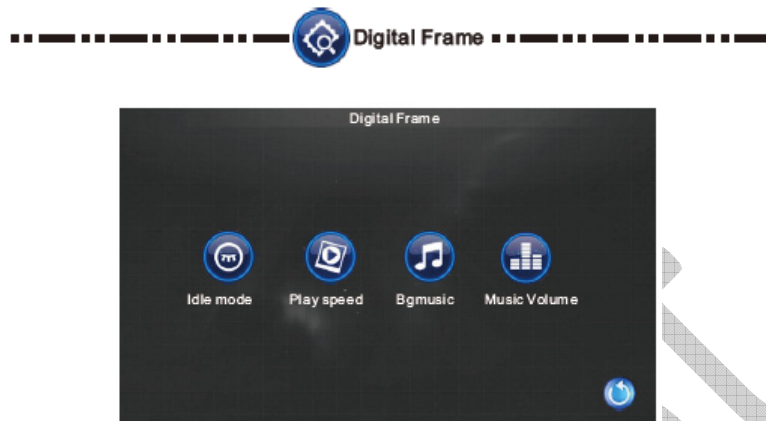 Digital Frame
Digital Frame
Idle mode
Play speed
Bgmusic
Music Volume